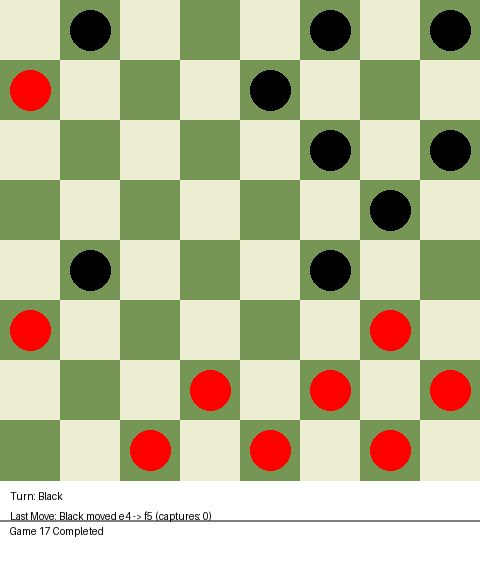 Turn: Black
Last Move: Black moved e4 -> f5 (captures: 0)
Game 17 Completed